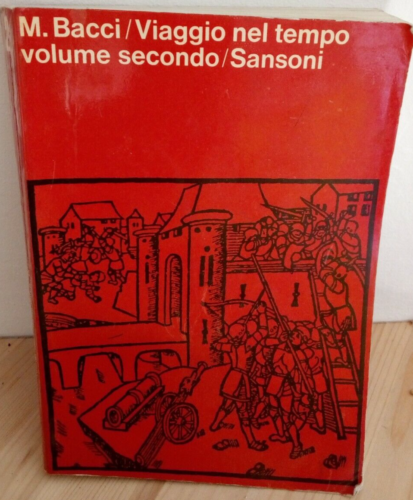 M. Bacci/Viaggio nel tempo
volume secondo/Sansoni